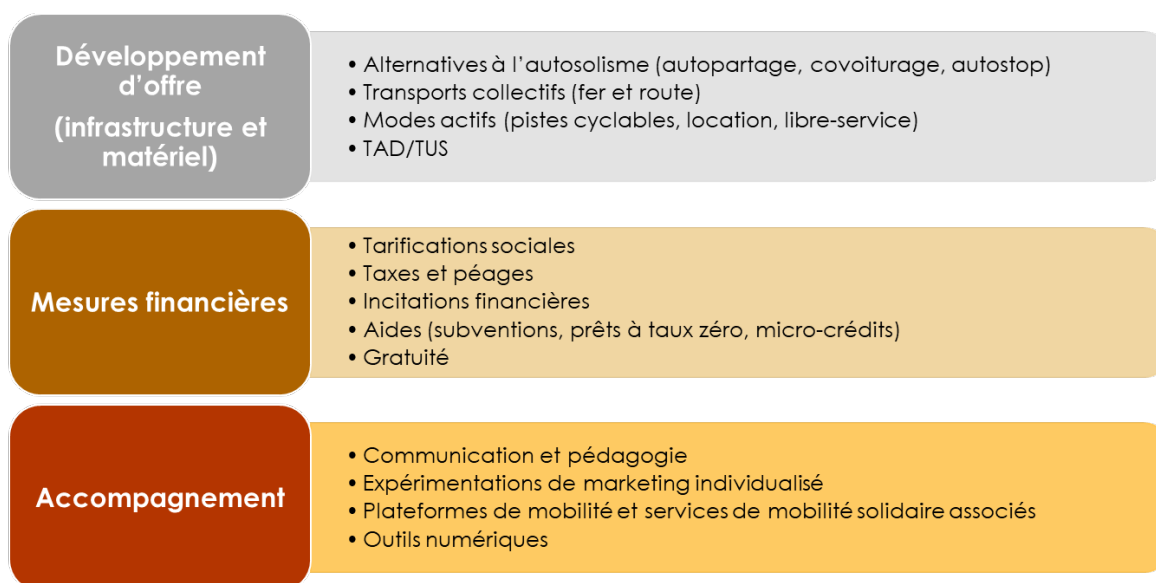 Développement
d’offre
(infrastructure et
matériel)
• Alternatives à l’autosolisme (autopartage, covoiturage, autostop)
• Transports collectifs (fer et route)
• Modes actifs (pistes cyclables, location, libre-service)
• TAD/TUS
Mesures financières
• Tarifications sociales
• Taxes et péages
• Incitations financières
• Aides (subventions, prêts à taux zéro, micro-crédits)
• Gratuité
Accompagnement
• Communication et pédagogie
• Expérimentations de marketing individualisé
• Plateformes de mobilité et services de mobilité solidaire associés
• Outils numériques